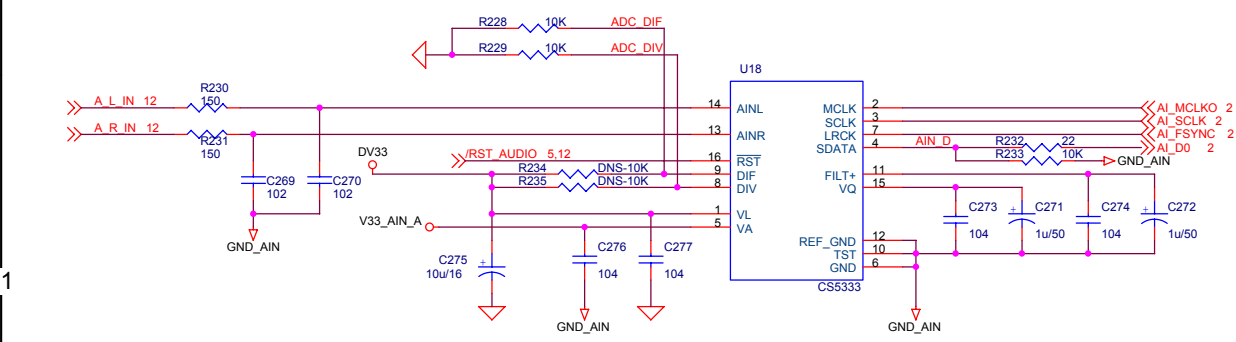 R228 10K ADC_DIF
R229 10K ADC_DIV
U18
R230
A_L_IN 12 150 14 AINL MCLK 2 AI_MCLKO 2
SCLK 3 AI_SCLK 2
A_R_IN 12 R231 13 AINR LRCK 7 AI_FSYNC 2
150 SDATA 4 AIN_D R232 22 AI_D0 2
DV33 /RST_AUDIO 5,12 16 RST R233 10K GND_AIN
R234 DNS-10K 9 DIF FILT+ 11
R235 DNS-10K 8 DIV VQ 15
C269 C270
102 102
1 VL
V33_AIN_A 5 VA
C273 C271 C274 C272
104 1u/50 104 1u/50
GND_AIN
REF_GND 12
TST 10
GND 6
C275 + C276 C277
10u/16 104 104
CS5333
1
GND_AIN GND_AIN